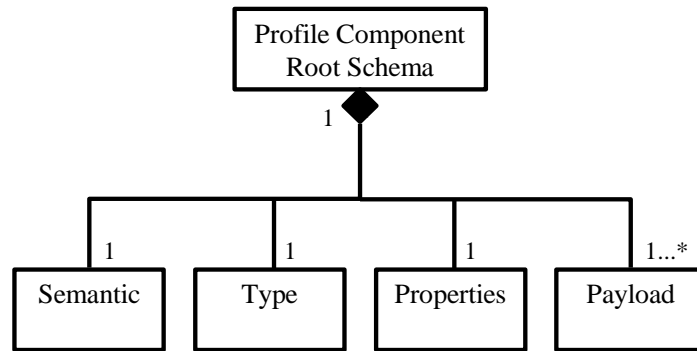 Profile Component
Root Schema
1
1
1
1
1...*
Semantic
Type
Properties
Payload